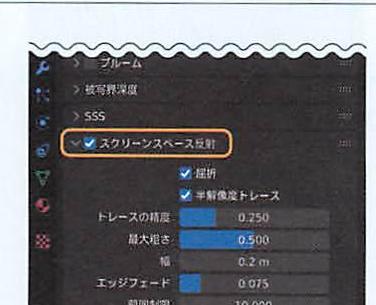 ブルーム
被写界深度
SSS
スクリーンスペース反射
屈折
半解像度トレース
トレースの精度 0.250
最大粗さ 0.500
幅 0.2 m
エッジフェード 0.075
10.000